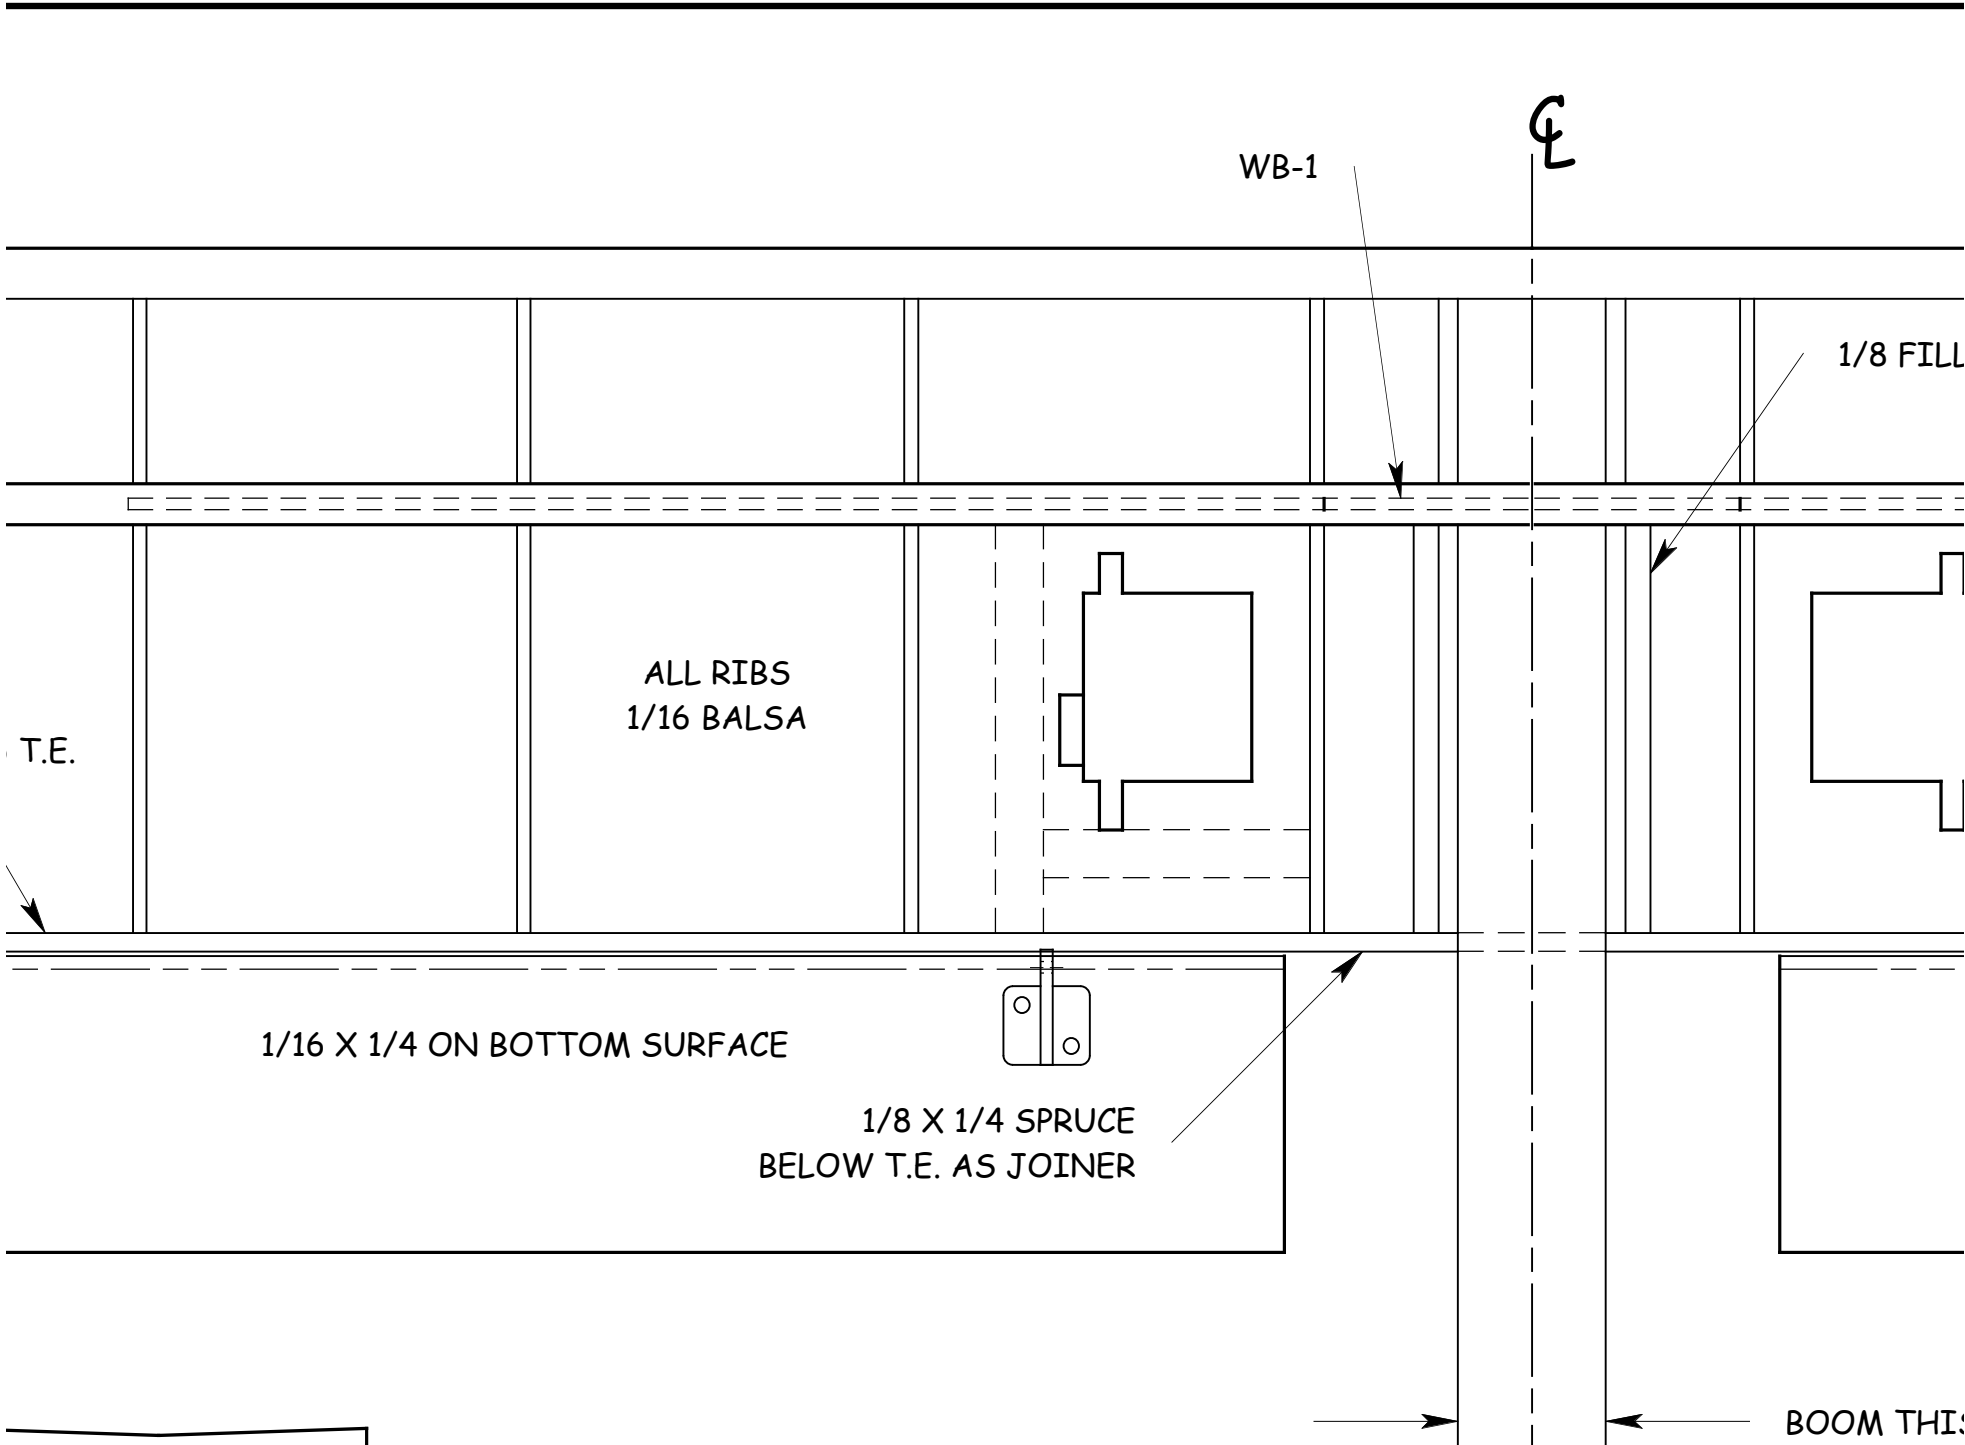 ℄
WB-1
1/8 FILL
ALL RIBS
1/16 BALSA
T.E.
1/16 X 1/4 ON BOTTOM SURFACE
1/8 X 1/4 SPRUCE
BELOW T.E. AS JOINER
BOOM THIS